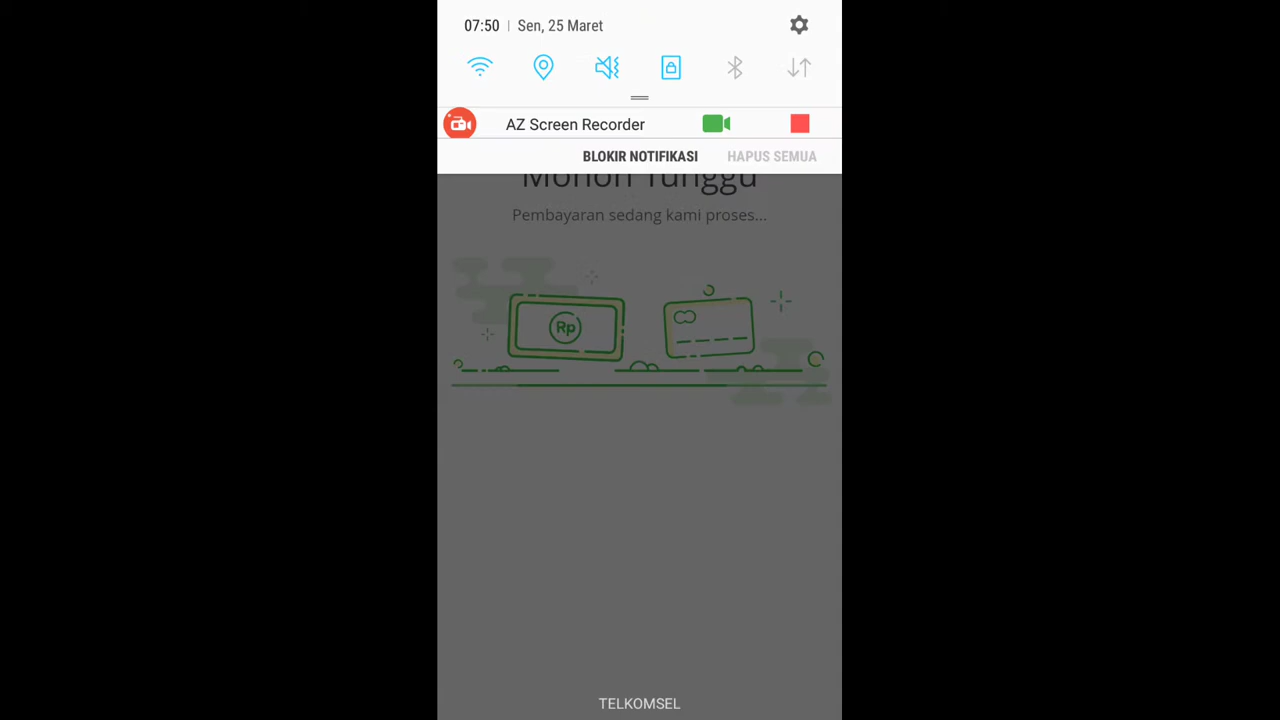 07:50 | Sen, 25 Maret
AZ Screen Recorder
BLOKIR NOTIFIKASI HAPUS SEMUA
Mohon Tunggu
Pembayaran sedang kami proses...
Rp
TELKOMSEL